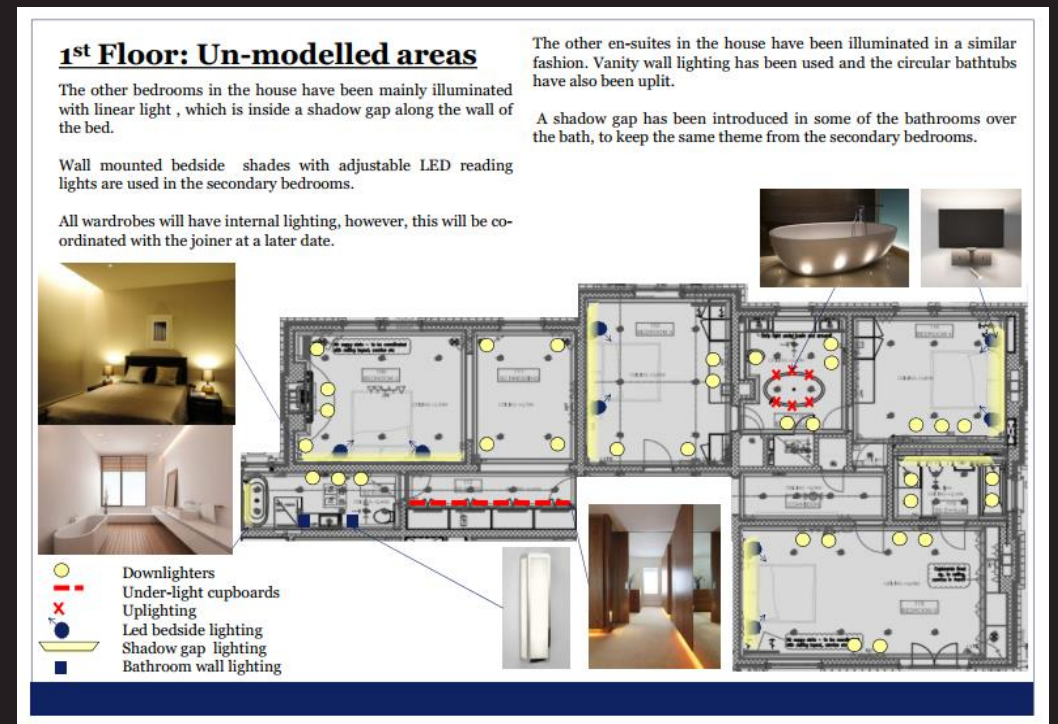 1st Floor: Un-modelled areas
The other bedrooms in the house have been mainly illuminated
with linear light , which is inside a shadow gap along the wall of
the bed.
Wall mounted bedside shades with adjustable LED reading
lights are used in the secondary bedrooms.
All wardrobes will have internal lighting, however, this will be co-
ordinated with the joiner at a later date.
The other en-suites in the house have been illuminated in a similar
fashion. Vanity wall lighting has been used and the circular bathtubs
have also been uplit.
A shadow gap has been introduced in some of the bathrooms over
the bath, to keep the same theme from the secondary bedrooms.
Downlighters
Under-light cupboards
Uplighting
Led bedside lighting
Shadow gap lighting
Bathroom wall lighting